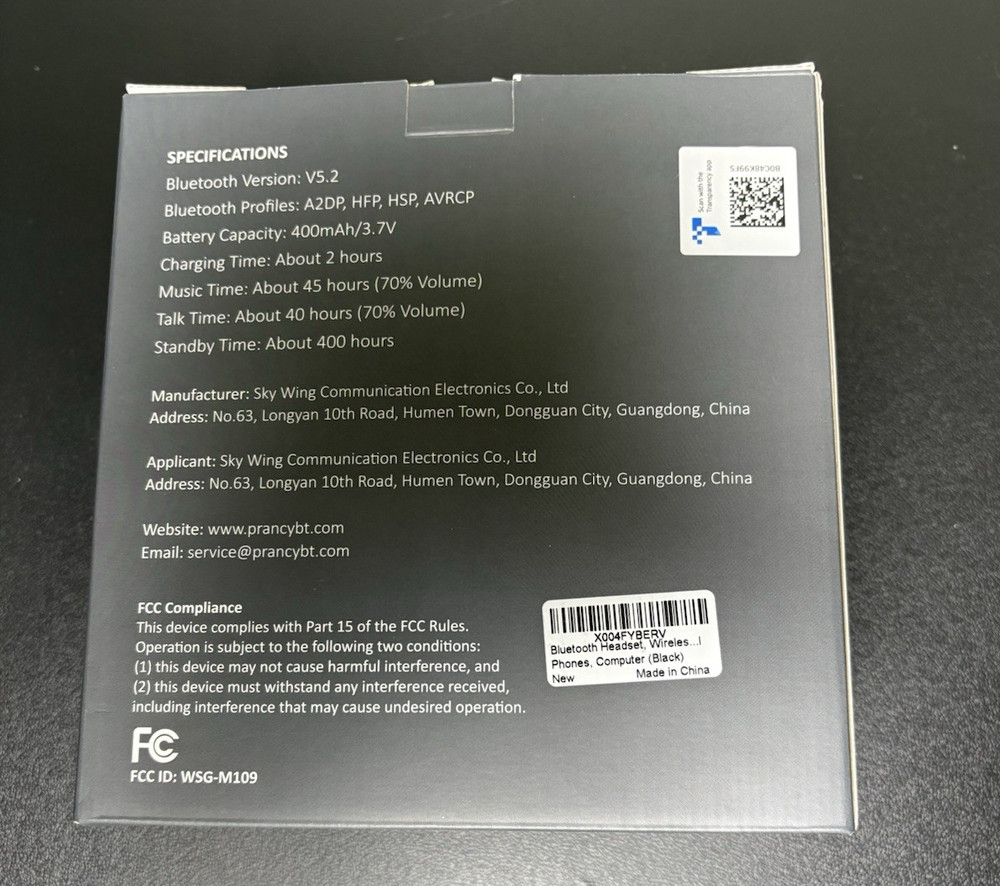 SPECIFICATIONS
Bluetooth Version: V5.2
Bluetooth Profiles: A2DP, HFP, HSP, AVRCP
Battery Capacity: 400mAh/3.7V
Charging Time: About 2 hours
Music Time: About 45 hours (70% Volume)
Talk Time: About 40 hours (70% Volume)
Standby Time: About 400 hours
Scan with the
Transparency app
B0CA8K99FS
Manufacturer: Sky Wing Communication Electronics Co., Ltd
Address: No.63, Longyan 10th Road, Humen Town, Dongguan City, Guangdong, China
Applicant: Sky Wing Communication Electronics Co., Ltd
Address: No.63, Longyan 10th Road, Humen Town, Dongguan City, Guangdong, China
Website: www.prancybt.com
Email: service@prancybt.com
FCC Compliance
This device complies with Part 15 of the FCC Rules.
Operation is subject to the following two conditions:
(1) this device may not cause harmful interference, and
(2) this device must withstand any interference received,
including interference that may cause undesired operation.
FC
FCC ID: WSG-M109
X004FYBERV
Bluetooth Headset, Wireles...l
Phones, Computer (Black)
New Made in China